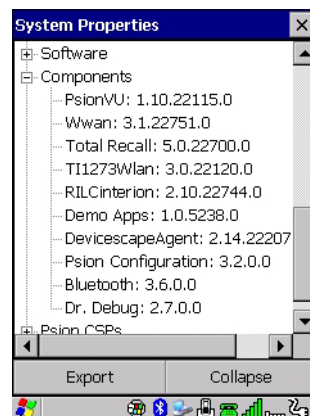 System Properties
Software
Components
PsionVU: 1.10.22115.0
Wwan: 3.1.22751.0
Total Recall: 5.0.22700.0
TI1273Wlan: 3.0.22120.0
RILCinterion: 2.10.22744.0
Demo Apps: 1.0.5238.0
DevicescapeAgent: 2.14.22207
Psion Configuration: 3.2.0.0
Bluetooth: 3.6.0.0
Dr. Debug: 2.7.0.0
Psion CSPs
Export Collapse